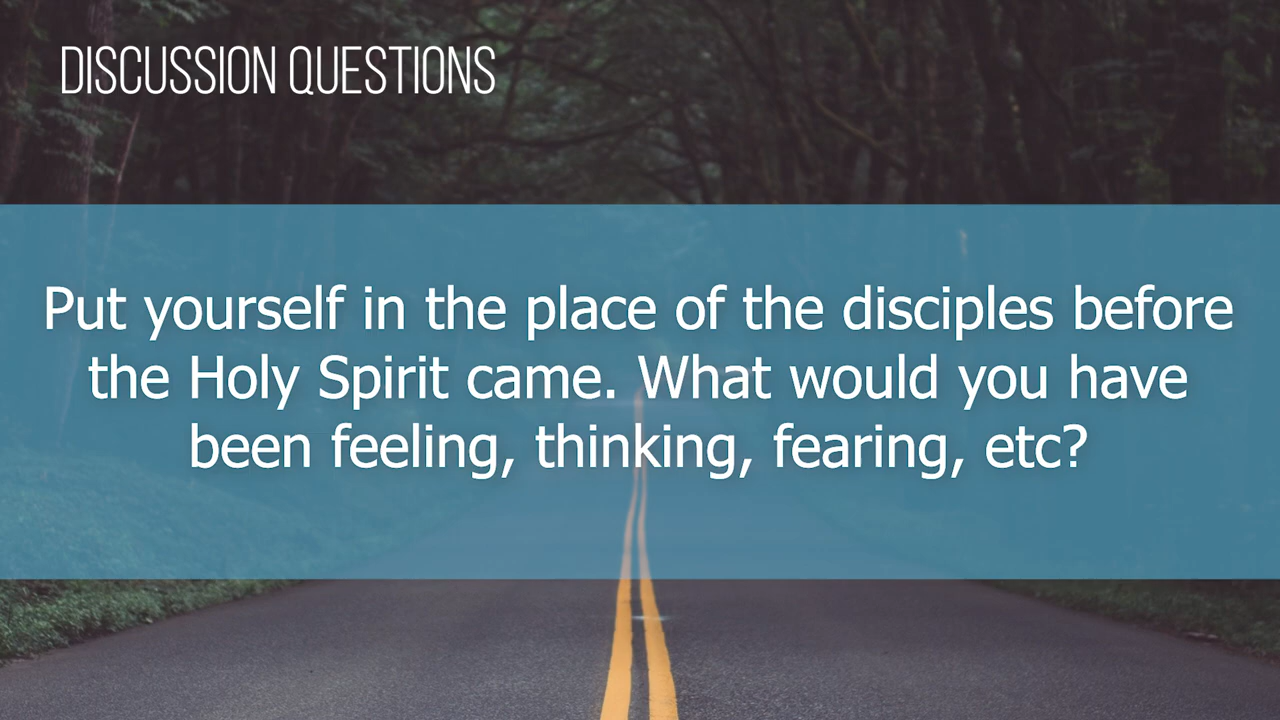 DISCUSSION QUESTIONS
Put yourself in the place of the disciples before
the Holy Spirit came. What would you have
been feeling, thinking, fearing, etc?